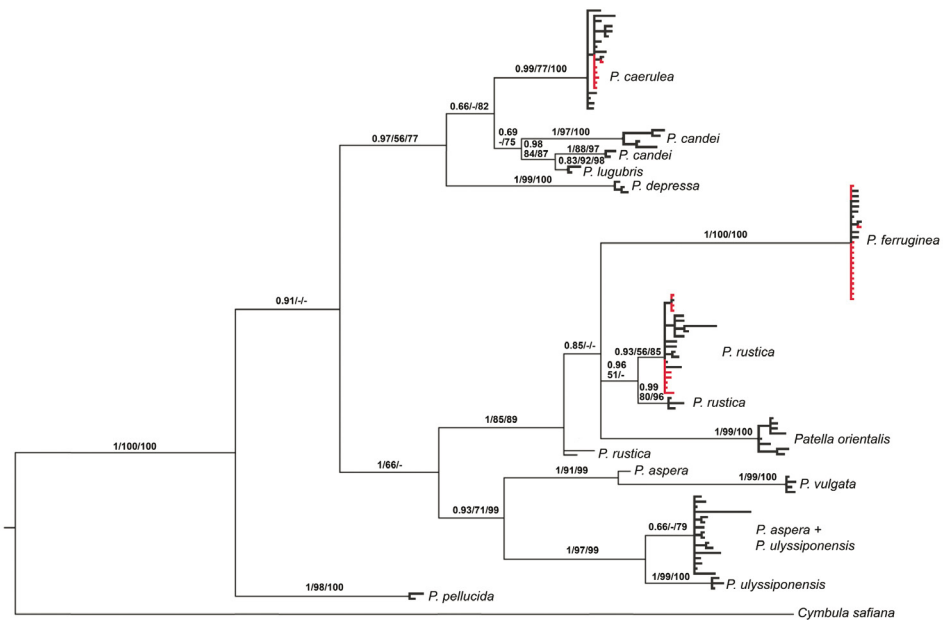 0.99/77/100
P. caerulea
0.66/-/82
0.97/56/77
0.69
-/75
1/97/100
P. candei
0.98
84/87
1/88/97
P. candei
0.83/92/98
P. lugubris
1/99/100
P. depressa
1/100/100
P. ferruginea
0.91/-/-
0.85/-/-
0.93/56/85
P. rustica
0.96
51/-
0.99
80/96
P. rustica
1/85/89
1/99/100
Patella orientalis
P. rustica
1/100/100
1/66/-
1/91/99
P. aspera
1/99/100
P. vulgata
0.93/71/99
0.66/-/79
P. aspera +
P. ulyssiponensis
1/97/99
1/99/100
P. ulyssiponensis
1/98/100
P. pellucida
Cymbula safiana